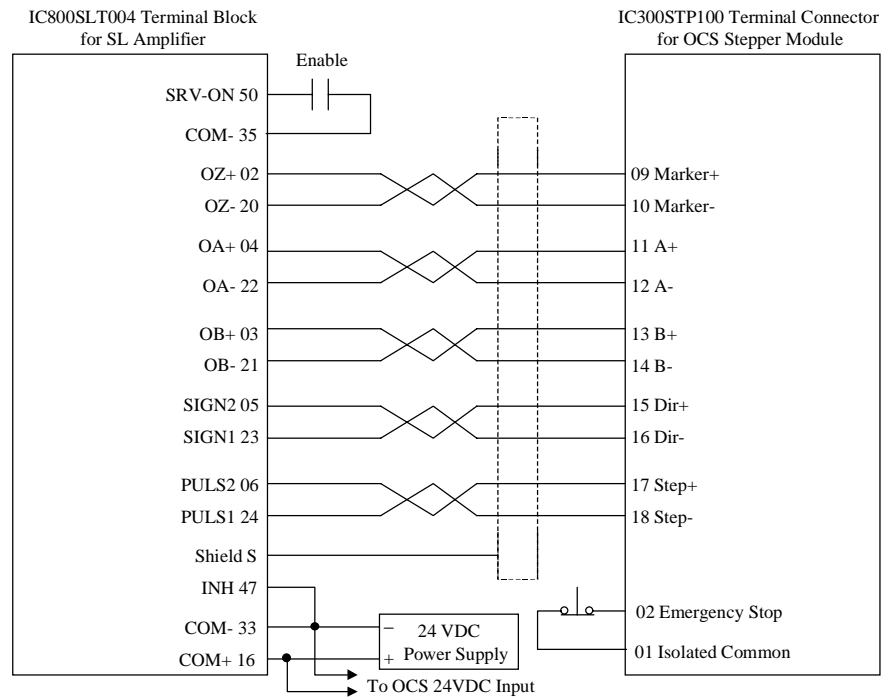 IC800SLT004 Terminal Block
for SL Amplifier
IC300STP100 Terminal Connector
for OCS Stepper Module
Enable
SRV-ON 50
COM- 35
OZ+ 02
09 Marker+
OZ- 20
10 Marker-
OA+ 04
11 A+
OA- 22
12 A-
OB+ 03
13 B+
OB- 21
14 B-
SIGN2 05
15 Dir+
SIGN1 23
16 Dir-
PULS2 06
17 Step+
PULS1 24
18 Step-
Shield S
INH 47
02 Emergency Stop
COM- 33
− 24 VDC
+ Power Supply
COM+ 16
01 Isolated Common
To OCS 24VDC Input